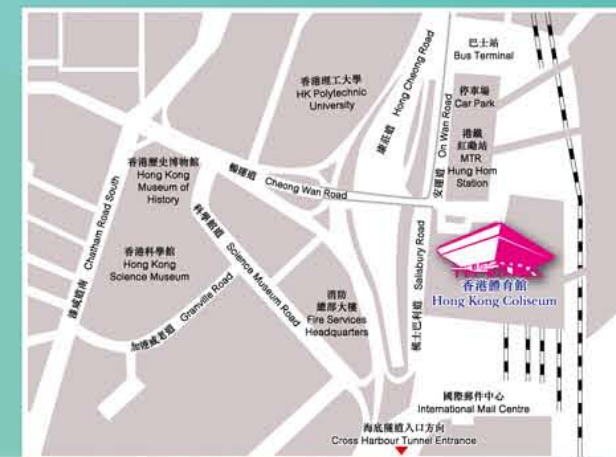 巴士站
Bus Terminal
香港理工大學
HK Polytechnic
University
康莊道 Hong Cheong Road
停車場
Car Park
港鐵
紅磡站
MTR
Hung Hom
Station
安運道 On Wan Road
香港歷史博物館
Hong Kong
Museum of
History
暢運道 Cheong Wan Road
科學館道 Science Museum Road
漆咸道南 Chatham Road South
香港科學館
Hong Kong
Science Museum
加連威老道 Granville Road
消防
總部大樓
Fire Services
Headquarters
梳士巴利道 Salisbury Road
香港體育館
Hong Kong Coliseum
國際郵件中心
International Mail Centre
海底隧道入口方向
Cross Harbour Tunnel Entrance